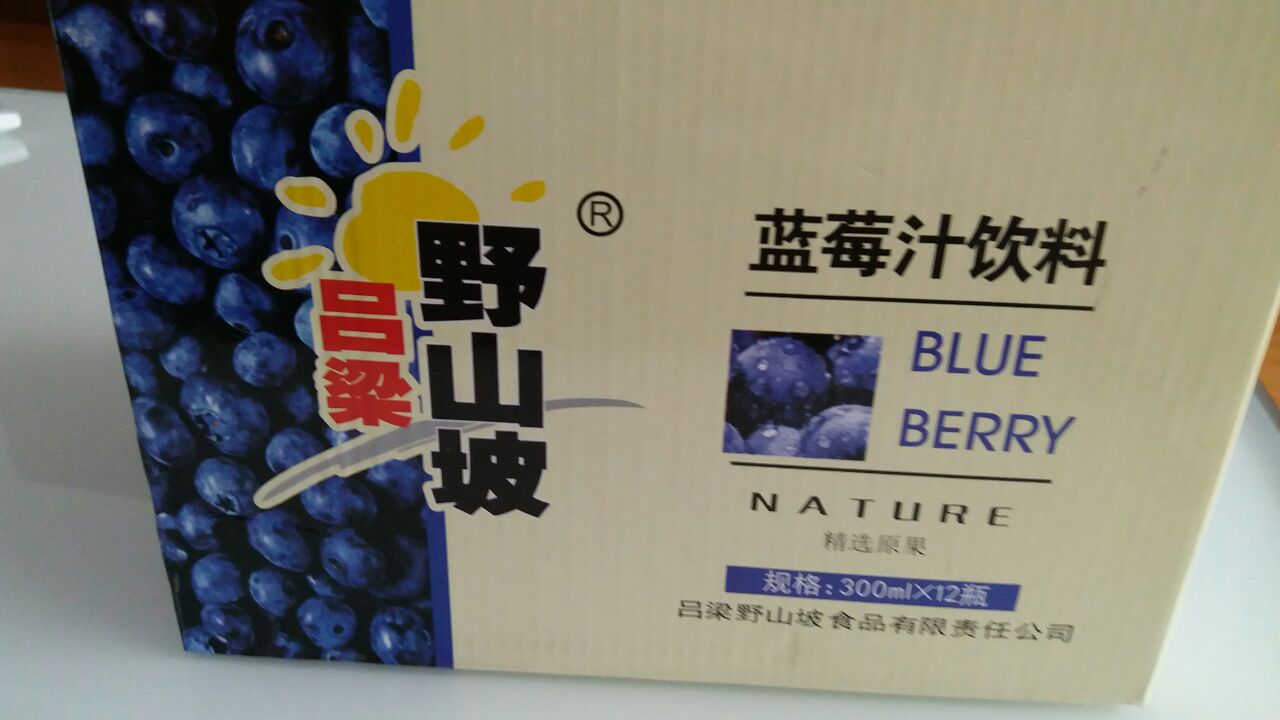 吕梁
野山坡
®
蓝莓汁饮料
BLUE
BERRY
NATURE
精选原果
规格:300ml×12瓶
吕梁野山坡食品有限责任公司